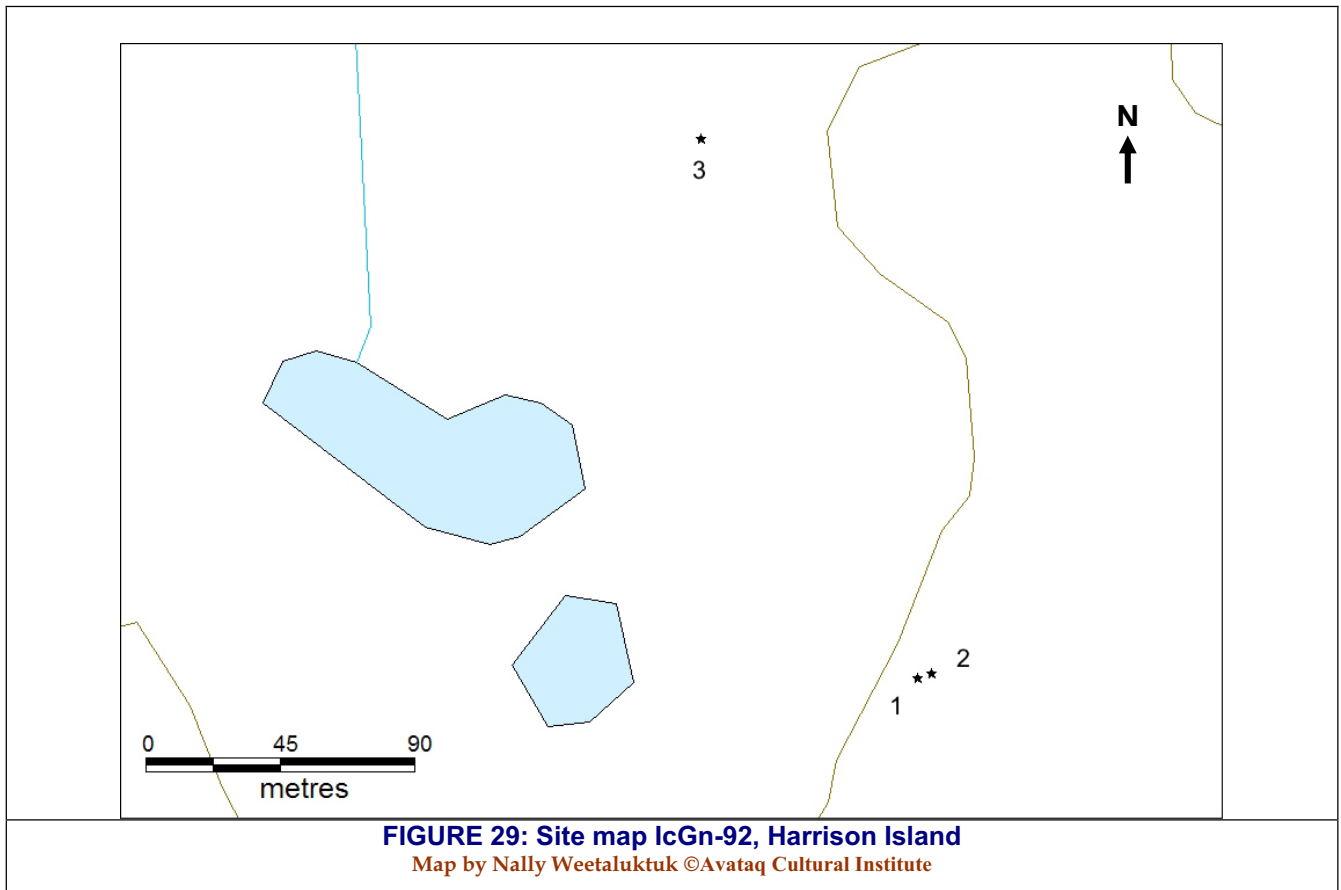 N
3
2
1
0 45 90
metres
FIGURE 29: Site map IcGn-92, Harrison Island
Map by Nally Weetaluktuk ©Avataq Cultural Institute